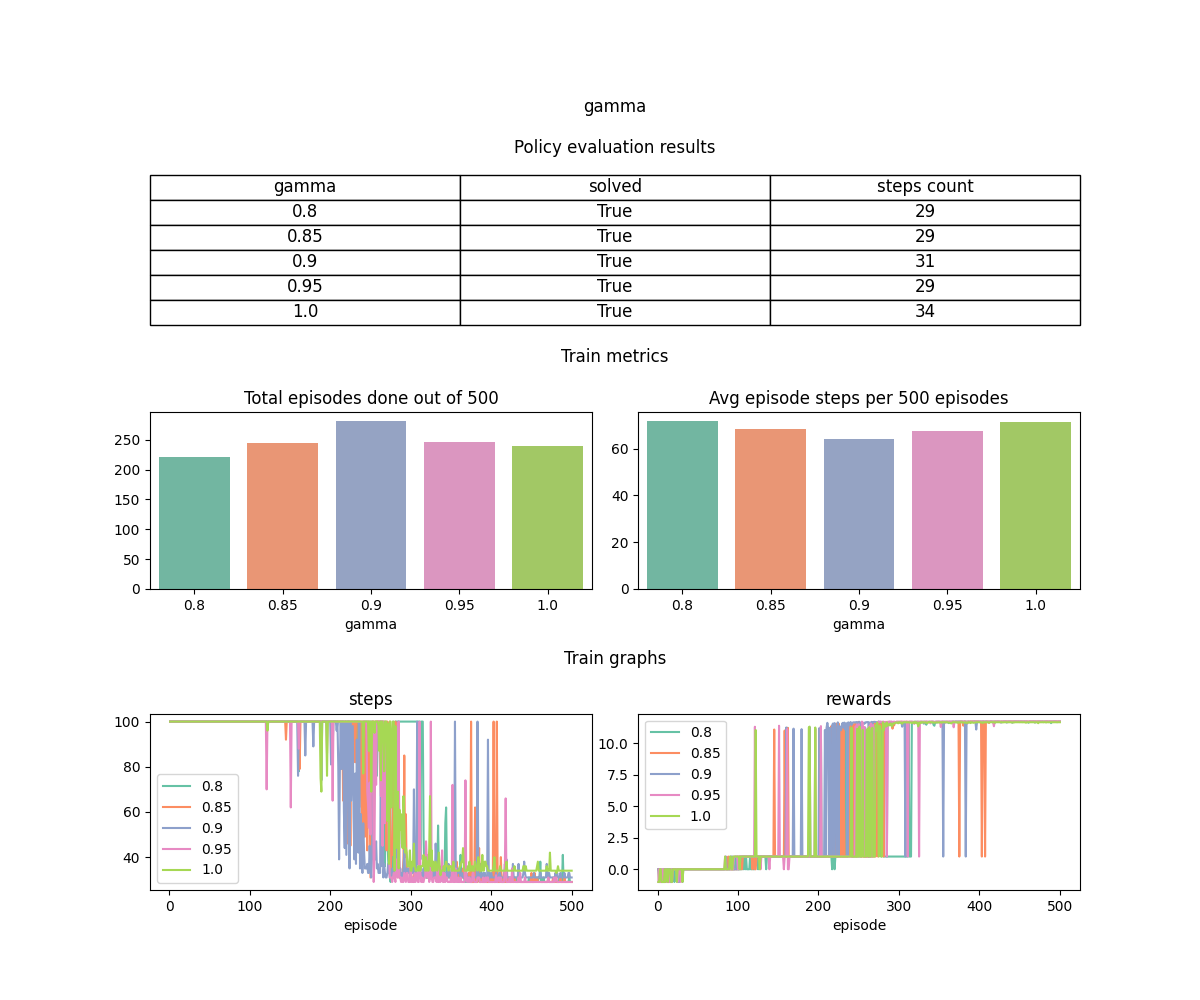 gamma
Policy evaluation results
gamma solved steps count
0.8 True 29
0.85 True 29
0.9 True 31
0.95 True 29
1.0 True 34
Train metrics
Total episodes done out of 500
250
200
150
100
50
0
0.8 0.85 0.9 0.95 1.0
gamma
Avg episode steps per 500 episodes
60
40
20
0
0.8 0.85 0.9 0.95 1.0
gamma
Train graphs
steps
100
80
60
40
0.8
0.85
0.9
0.95
1.0
0 100 200 300 400 500
episode
rewards
10.0
7.5
5.0
2.5
0.0
0.8
0.85
0.9
0.95
1.0
0 100 200 300 400 500
episode